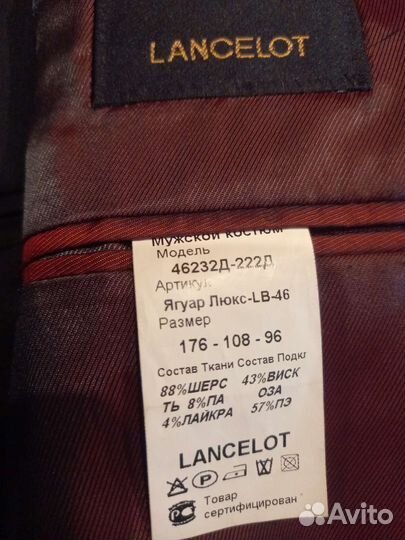 LANCELOT
Мужской костюм
Модель
46232Д-222Д
Артикул
Ягуар Люкс-LB-46
Размер
176 - 108 - 96
Состав Ткани Состав Подкл
88%ШЕРС 43%ВИСК
ТЬ 8%ПА ОЗА
4%ЛАЙКРА 57%ПЭ
LANCELOT
Товар
сертифицирован
Avito